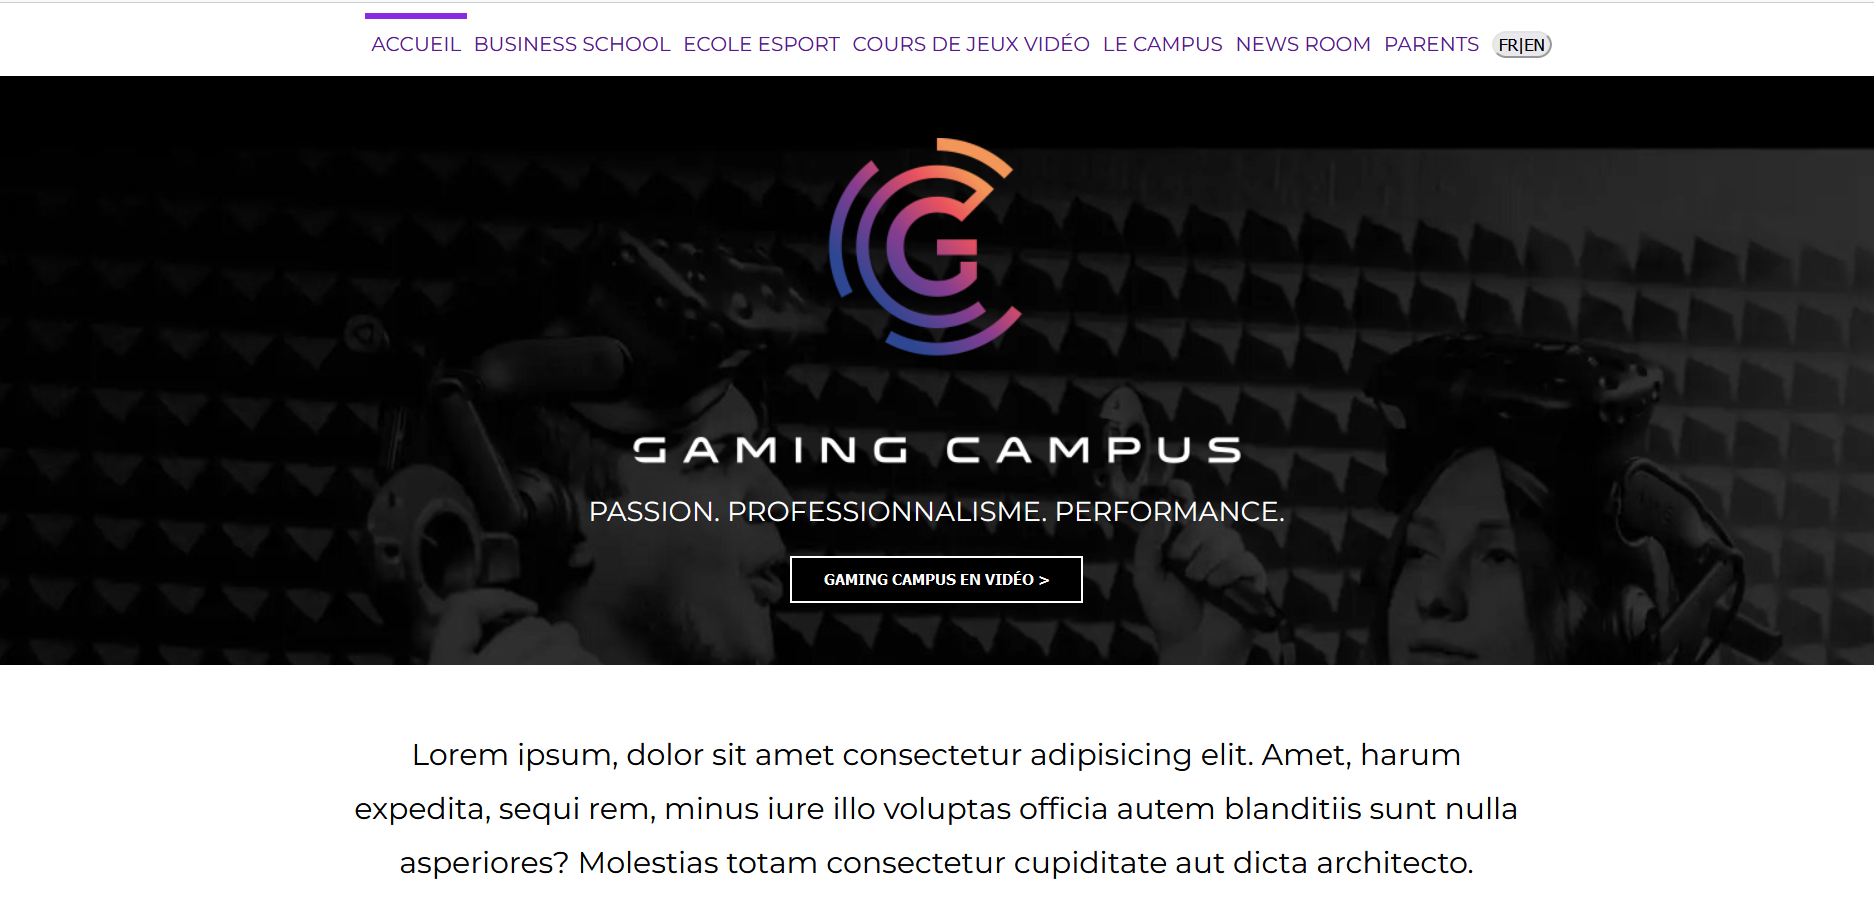 ACCUEIL BUSINESS SCHOOL ECOLE ESPORT COURS DE JEUX VIDÉO LE CAMPUS NEWS ROOM PARENTS FR|EN
G
GAMING CAMPUS
PASSION. PROFESSIONNALISME. PERFORMANCE.
GAMING CAMPUS EN VIDÉO >
Lorem ipsum, dolor sit amet consectetur adipisicing elit. Amet, harum
expedita, sequi rem, minus iure illo voluptas officia autem blanditiis sunt nulla
asperiores? Molestias totam consectetur cupiditate aut dicta architecto.